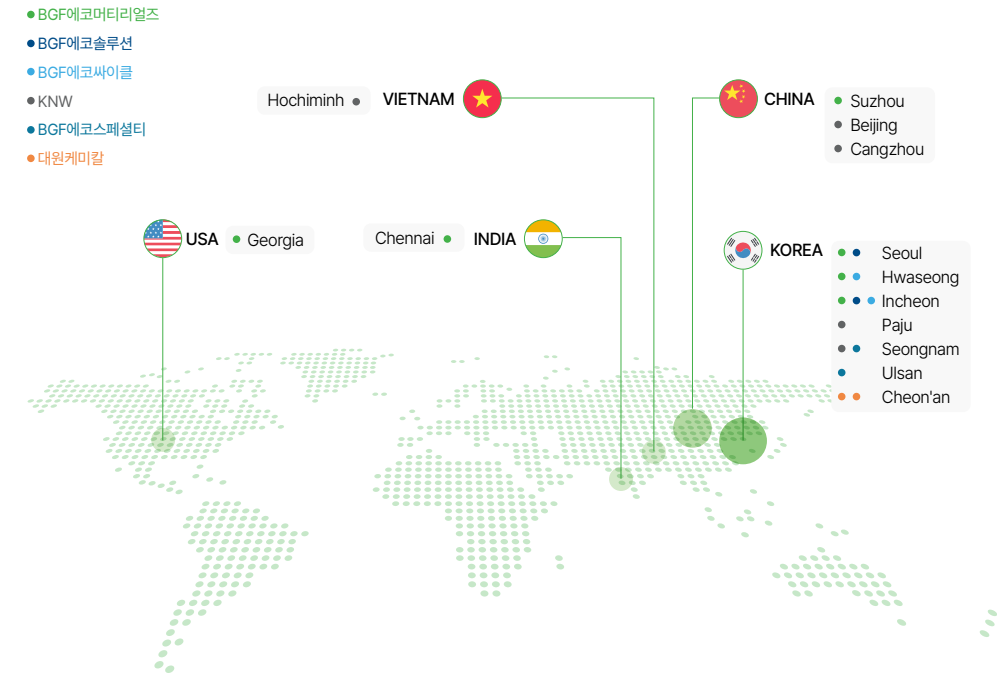 BGF에코머티리얼즈
BGF에코솔루션
BGF에코싸이클
KNW
BGF에코스페셜티
대원케미칼
Hochiminh
VIETNAM
CHINA
Suzhou
Beijing
Cangzhou
USA
Georgia
Chennai
INDIA
KOREA
Seoul
Hwaseong
Incheon
Paju
Seongnam
Ulsan
Cheon'an